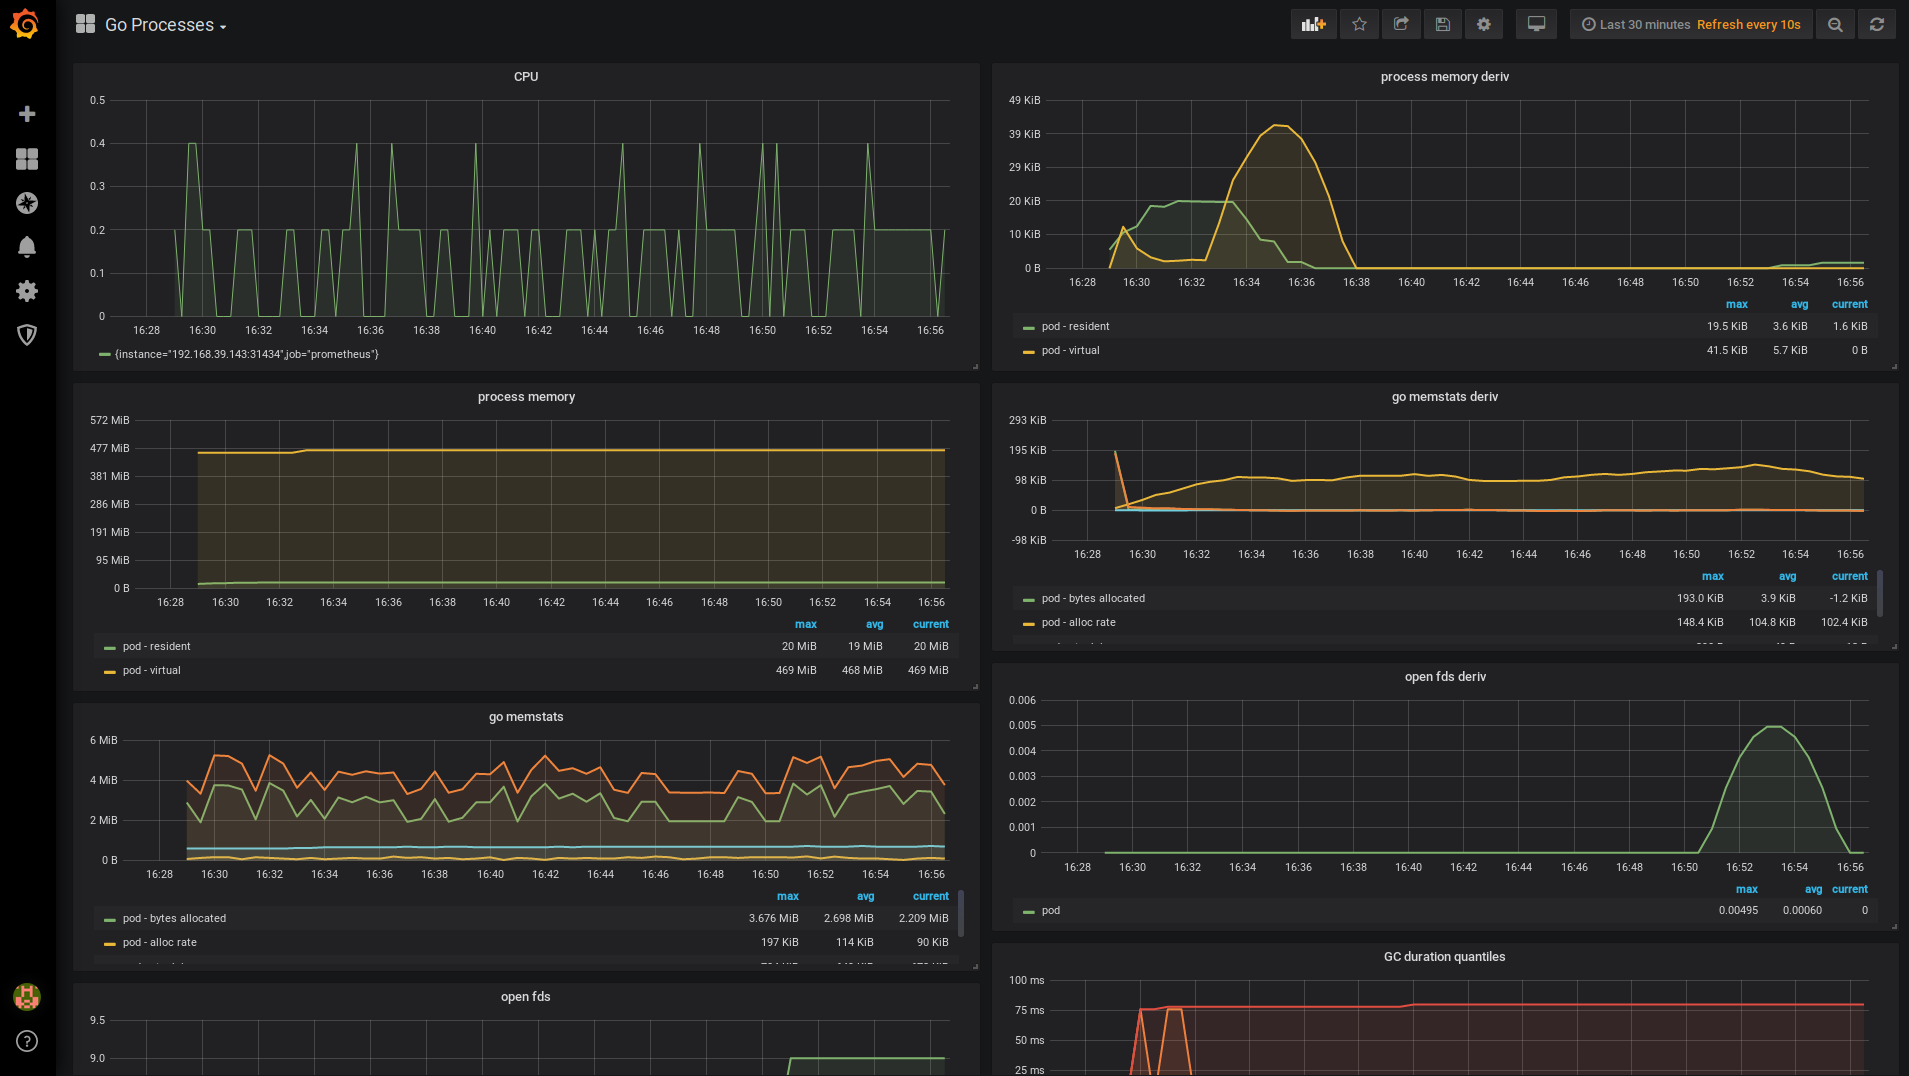 Go Processes
Last 30 minutes Refresh every 10s
CPU
0.5
0.4
0.3
0.2
0.1
0
16:28 16:30 16:32 16:34 16:36 16:38 16:40 16:42 16:44 16:46 16:48 16:50 16:52 16:54 16:56
{instance="192.168.39.143:31434",job="prometheus"}
process memory deriv
49 KiB
39 KiB
29 KiB
20 KiB
10 KiB
0 B
16:28 16:30 16:32 16:34 16:36 16:38 16:40 16:42 16:44 16:46 16:48 16:50 16:52 16:54 16:56
max avg current
pod - resident 19.5 KiB 3.6 KiB 1.6 KiB
pod - virtual 41.5 KiB 5.7 KiB 0 B
process memory
572 MiB
477 MiB
381 MiB
286 MiB
191 MiB
95 MiB
0 B
16:28 16:30 16:32 16:34 16:36 16:38 16:40 16:42 16:44 16:46 16:48 16:50 16:52 16:54 16:56
max avg current
pod - resident 20 MiB 19 MiB 20 MiB
pod - virtual 469 MiB 468 MiB 469 MiB
go memstats deriv
293 KiB
195 KiB
98 KiB
0 B
-98 KiB
16:28 16:30 16:32 16:34 16:36 16:38 16:40 16:42 16:44 16:46 16:48 16:50 16:52 16:54 16:56
max avg current
pod - bytes allocated 193.0 KiB 3.9 KiB -1.2 KiB
pod - alloc rate 148.4 KiB 104.8 KiB 102.4 KiB
go memstats
6 MiB
4 MiB
2 MiB
0 B
16:28 16:30 16:32 16:34 16:36 16:38 16:40 16:42 16:44 16:46 16:48 16:50 16:52 16:54 16:56
max avg current
pod - bytes allocated 3.676 MiB 2.698 MiB 2.209 MiB
pod - alloc rate 197 KiB 114 KiB 90 KiB
open fds deriv
0.006
0.005
0.004
0.003
0.002
0.001
0
16:28 16:30 16:32 16:34 16:36 16:38 16:40 16:42 16:44 16:46 16:48 16:50 16:52 16:54 16:56
max avg current
pod 0.00495 0.00060 0
open fds
9.5
9.0
GC duration quantiles
100 ms
75 ms
50 ms
25 ms